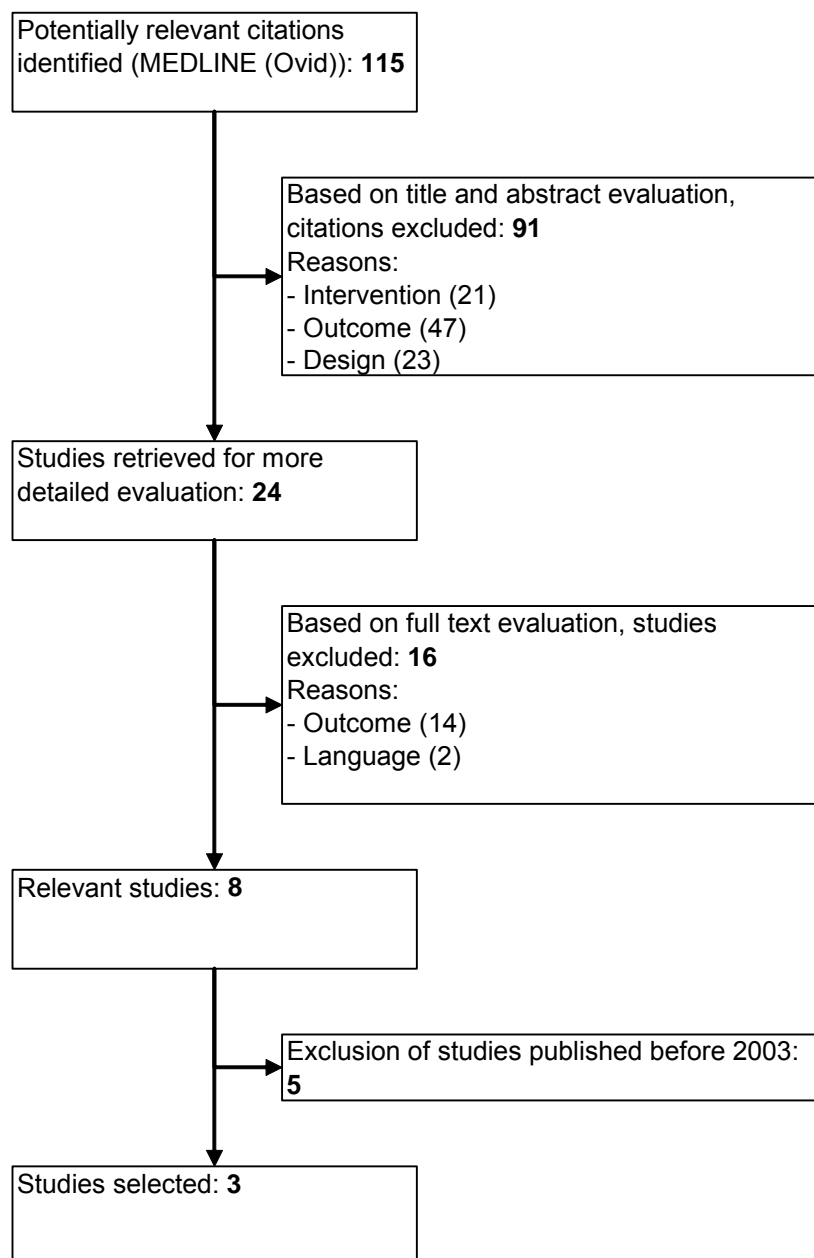 Potentially relevant citations
identified (MEDLINE (Ovid)): 115
Based on title and abstract evaluation,
citations excluded: 91
Reasons:
- Intervention (21)
- Outcome (47)
- Design (23)
Studies retrieved for more
detailed evaluation: 24
Based on full text evaluation, studies
excluded: 16
Reasons:
- Outcome (14)
- Language (2)
Relevant studies: 8
Exclusion of studies published before 2003:
5
Studies selected: 3